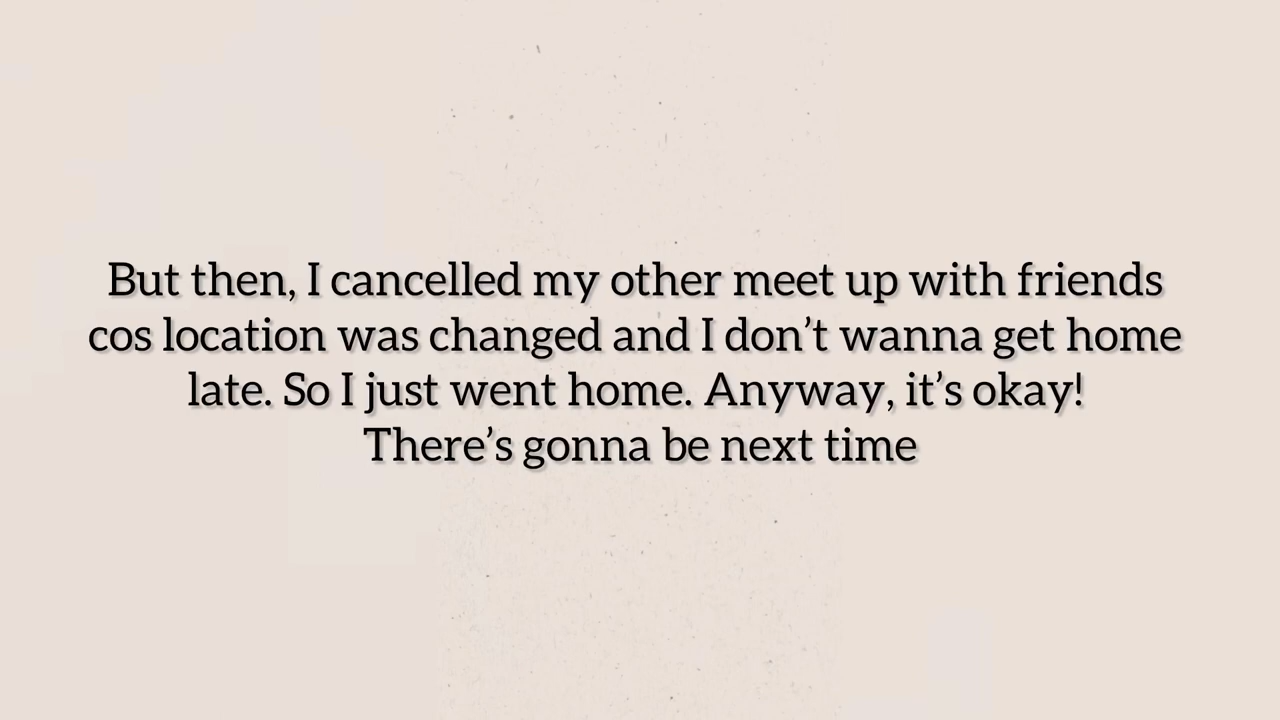 But then, I cancelled my other meet up with friends
cos location was changed and I don’t wanna get home
late. So I just went home. Anyway, it’s okay!
There’s gonna be next time